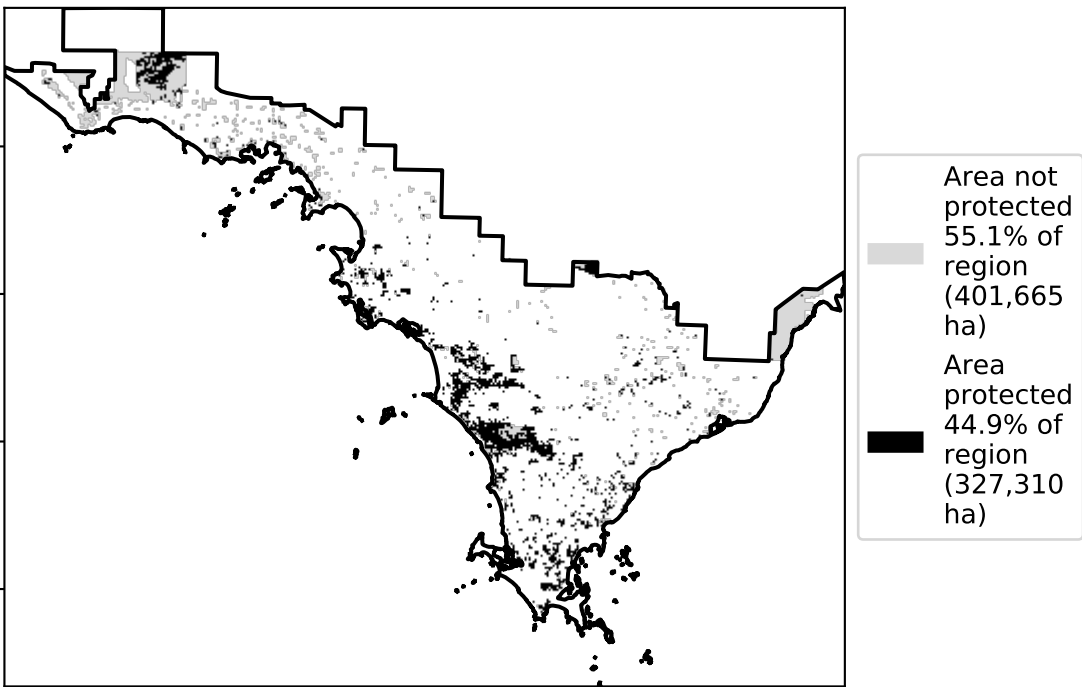 Area not
protected
55.1% of
region
(401,665
ha)
Area
protected
44.9% of
region
(327,310
ha)